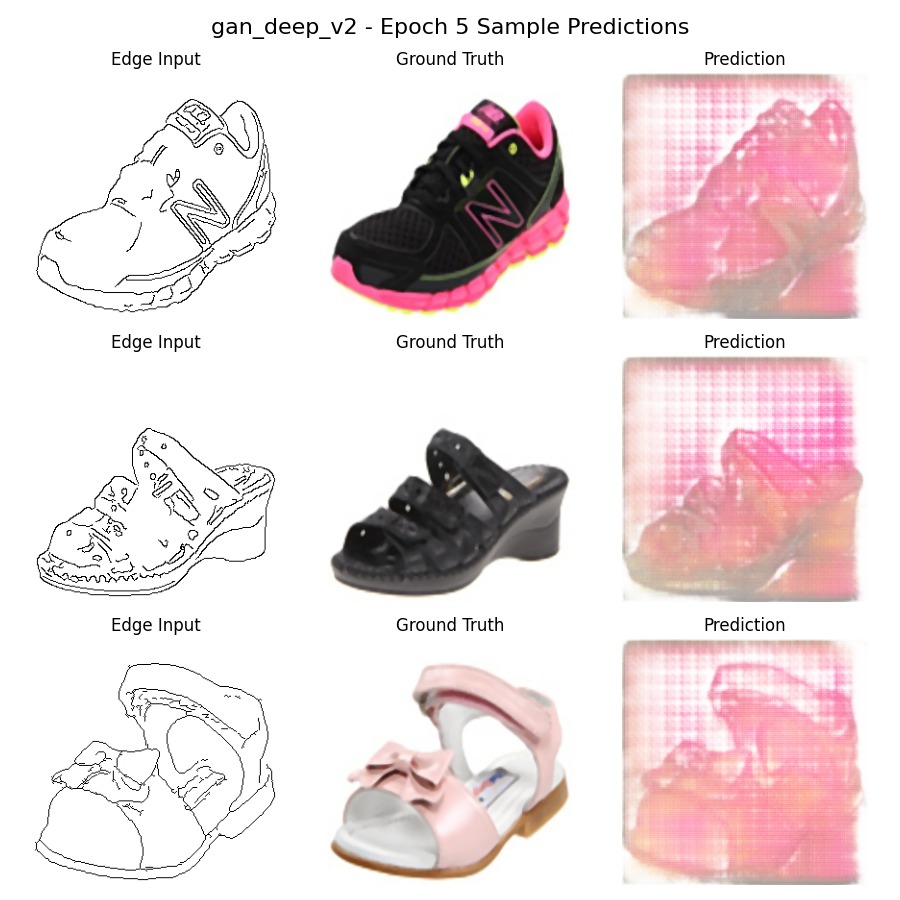 gan_deep_v2 - Epoch 5 Sample Predictions
Edge Input Ground Truth Prediction
N N
Edge Input Ground Truth Prediction
Edge Input Ground Truth Prediction